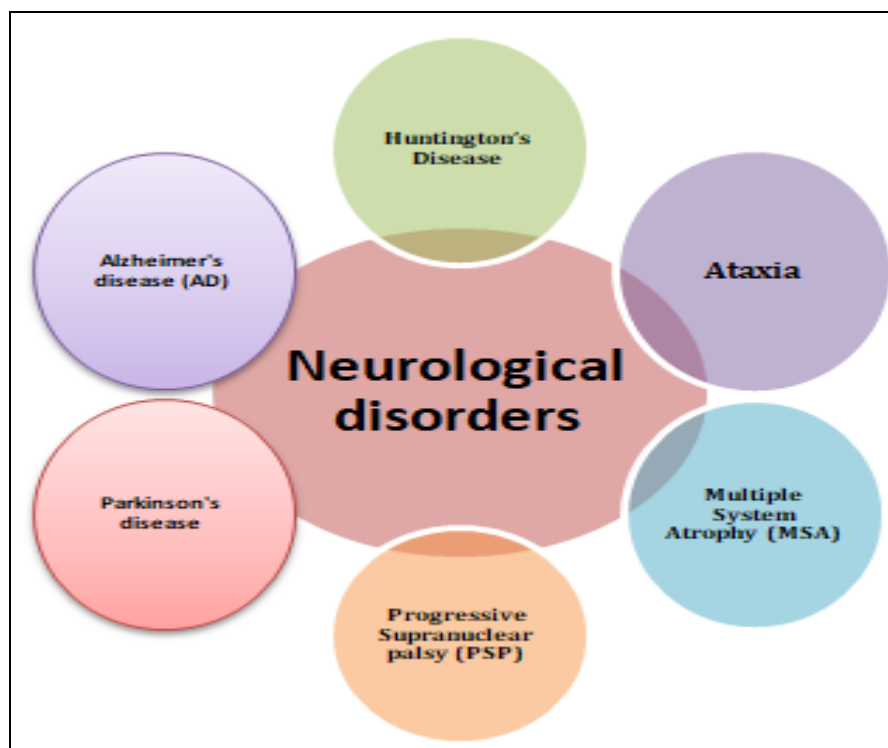 Huntington's
Disease
Alzheimer's
disease (AD)
Ataxia
Neurological
disorders
Parkinson's
disease
Multiple
System
Atrophy (MSA)
Progressive
Supranuclear
palsy (PSP)